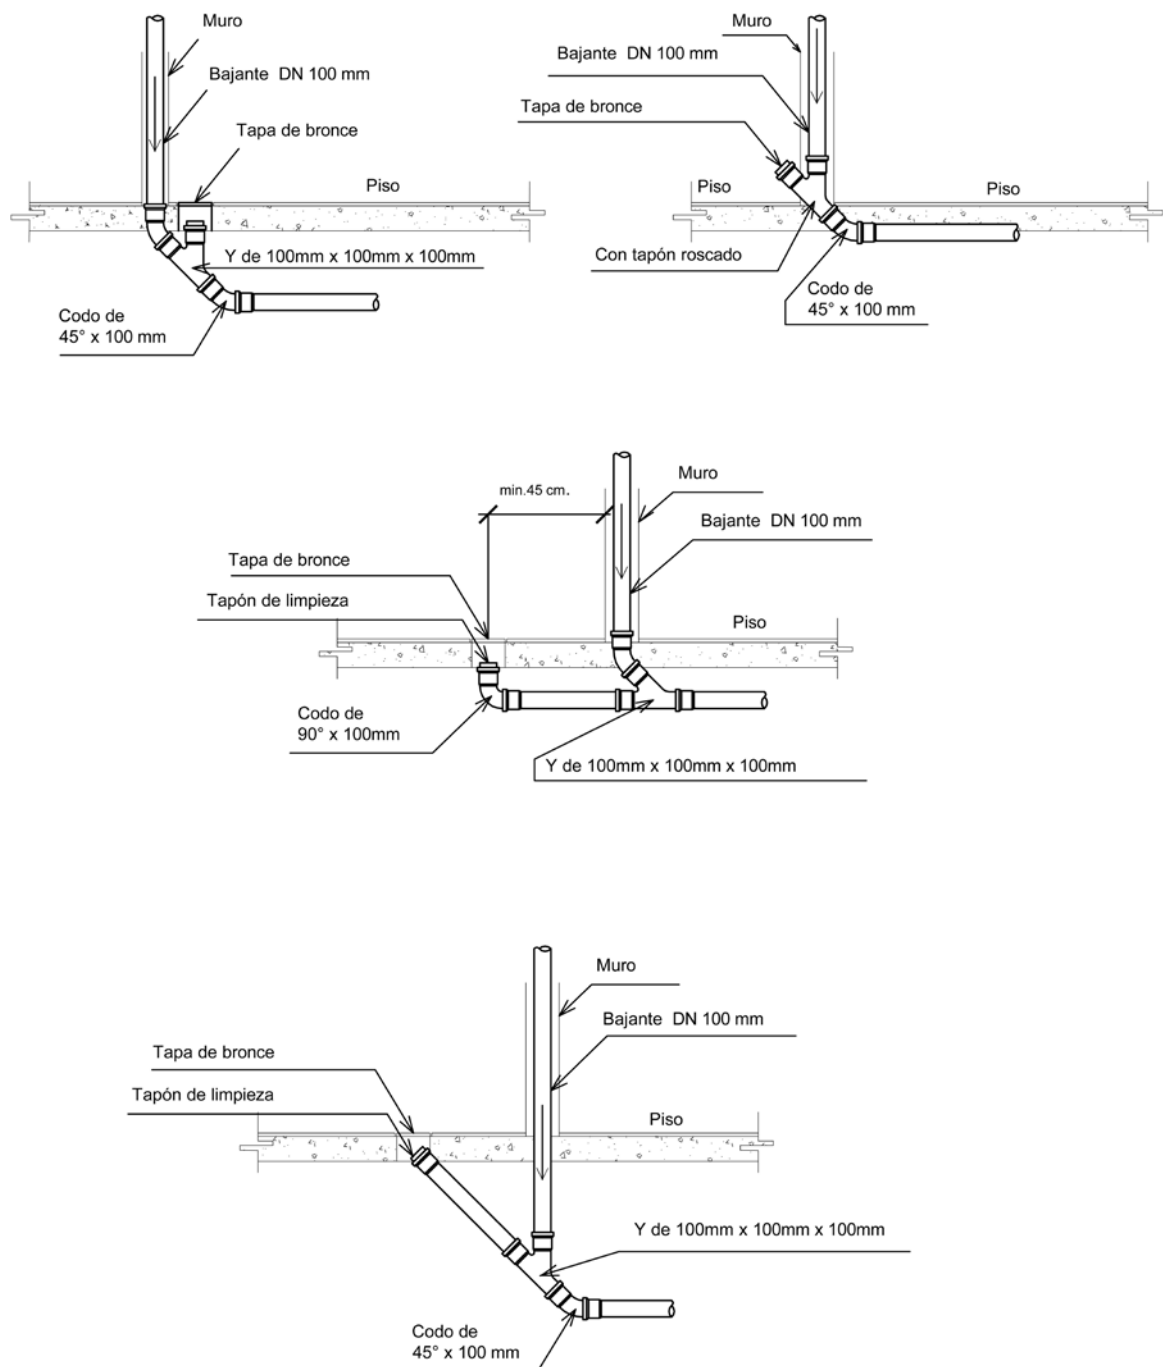 Muro
Bajante DN 100 mm
Tapa de bronce
Piso
Y de 100mm x 100mm x 100mm
Codo de
45° x 100 mm
Muro
Bajante DN 100 mm
Tapa de bronce
Piso
Piso
Con tapón roscado
Codo de
45° x 100 mm
min.45 cm.
Muro
Bajante DN 100 mm
Tapa de bronce
Tapón de limpieza
Piso
Codo de
90° x 100mm
Y de 100mm x 100mm x 100mm
Muro
Bajante DN 100 mm
Tapa de bronce
Tapón de limpieza
Piso
Y de 100mm x 100mm x 100mm
Codo de
45° x 100 mm